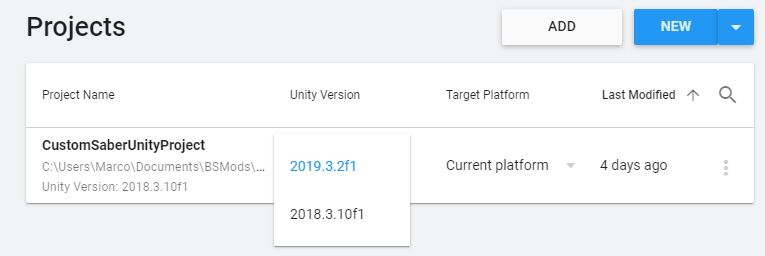 Projects
ADD
NEW
Project Name
Unity Version
Target Platform
Last Modified
CustomSaberUnityProject
C:\Users\Marco\Documents\BSMods\...
Unity Version: 2018.3.10f1
2019.3.2f1
2018.3.10f1
Current platform
4 days ago